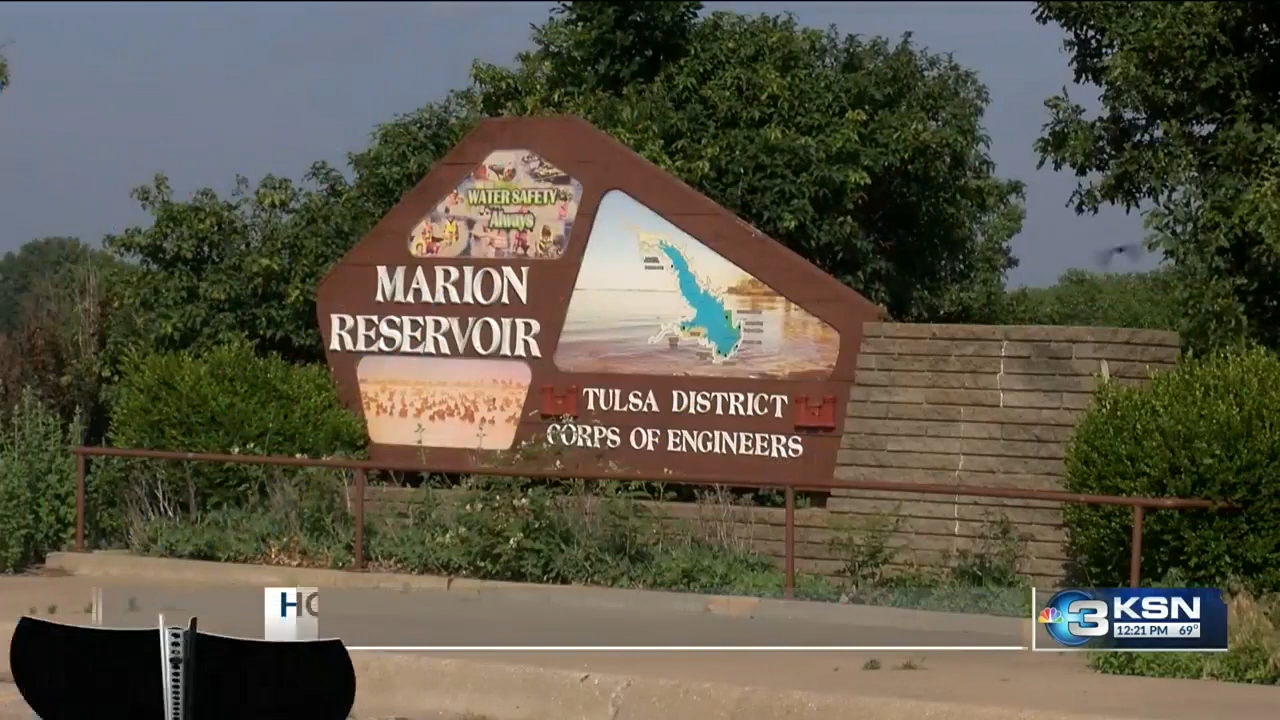 WATER SAFETY
Always
MARION
RESERVOIR
TULSA DISTRICT
CORPS OF ENGINEERS
H
3 KSN
12:21 PM 69°